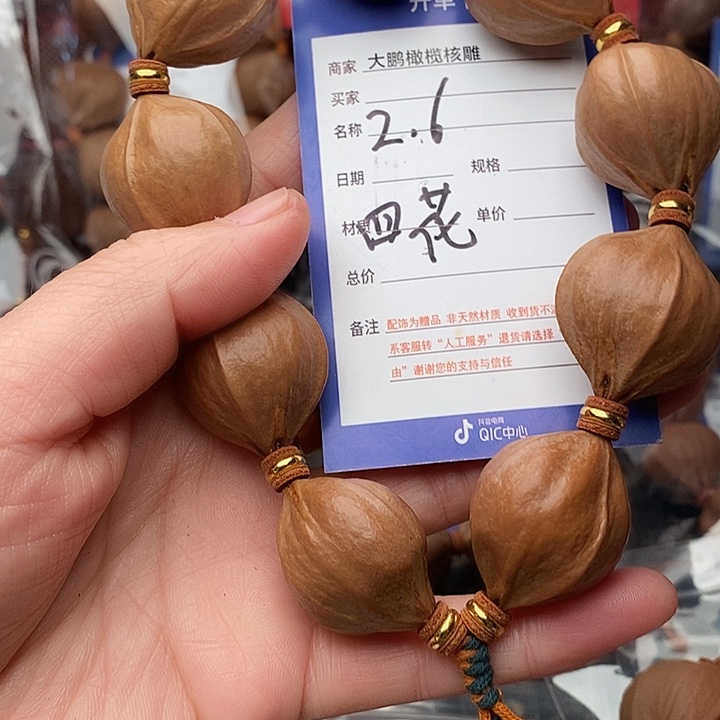 商家 大鹏橄榄核雕
买家
名称 2.6
日期 规格
材质 四花 单价
总价
备注 配饰为赠品 非天然材质 收到货不
系客服转“人工服务”退货请选择
由”谢谢您的支持与信任
抖音电商
QIC中心